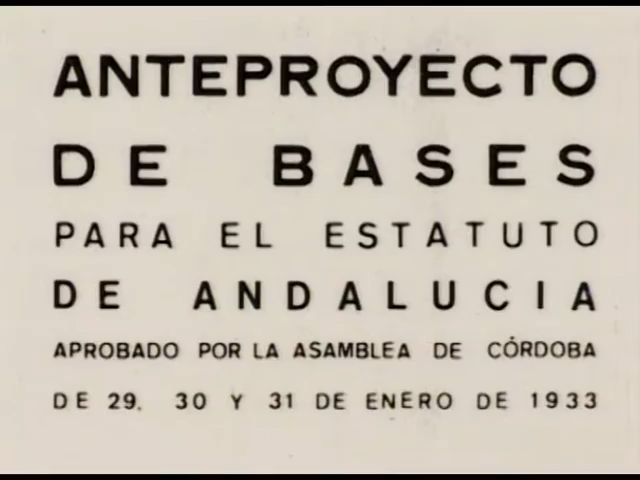 ANTEPROYECTO
DE BASES
PARA EL ESTATUTO
DE ANDALUCIA
APROBADO POR LA ASAMBLEA DE CÓRDOBA
DE 29. 30 Y 31 DE ENERO DE 1933